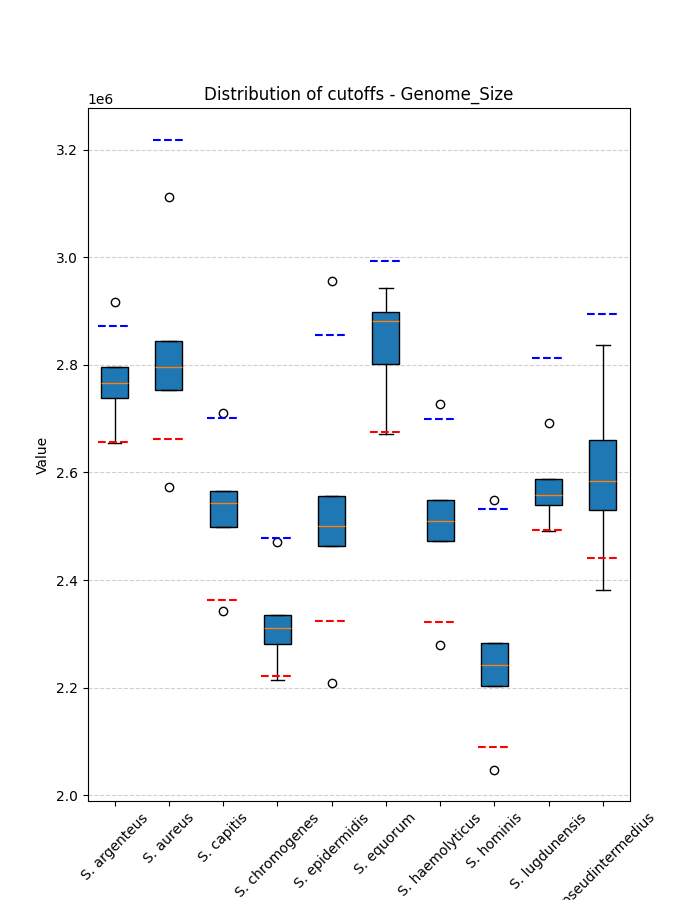 Distribution of cutoffs - Genome_Size
1e6
3.2
3.0
2.8
2.6
2.4
2.2
2.0
Value
S. argenteus
S. aureus
S. capitis
S. chromogenes
S. epidermidis
S. equorum
S. haemolyticus
S. hominis
S. lugdunensis
pseudintermedius